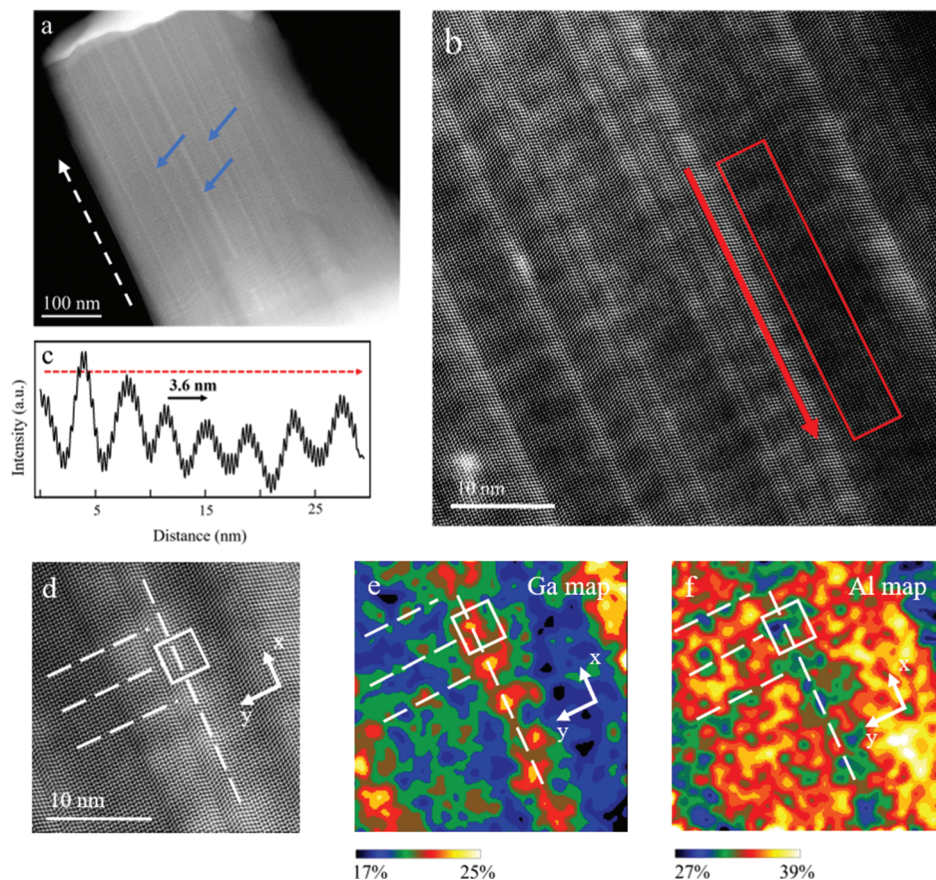 a
100 nm
b
10 nm
c
3.6 nm
Intensity (a.u.)
5
15
25
Distance (nm)
d
x
y
10 nm
e
Ga map
x
y
17%
25%
f
Al map
x
y
27%
39%